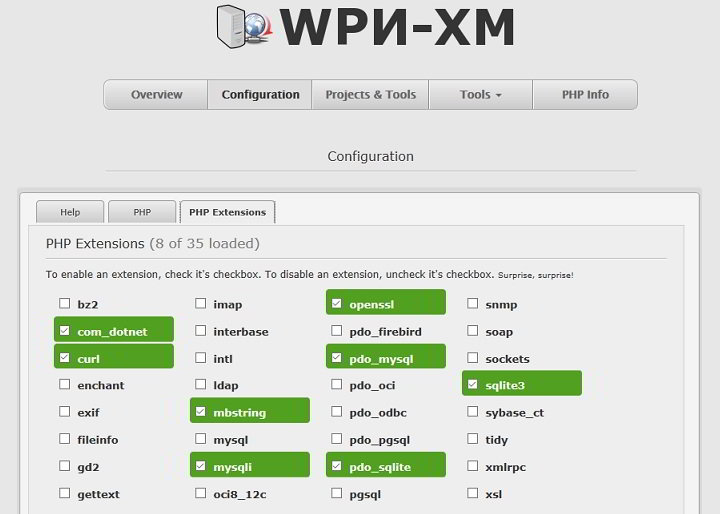 WPИ-XM
Overview Configuration Projects & Tools Tools PHP Info
Configuration
Help PHP PHP Extensions
PHP Extensions (8 of 35 loaded)
To enable an extension, check it's checkbox. To disable an extension, uncheck it's checkbox. Surprise, surprise!
bz2 imap openssl snmp
com_dotnet interbase pdo_firebird soap
curl intl pdo_mysql sockets
enchant ldap pdo_oci sqlite3
exif mbstring pdo_odbc sybase_ct
fileinfo mysql pdo_pgsql tidy
gd2 mysqli pdo_sqlite xmlrpc
gettext oci8_12c pgsql xsl